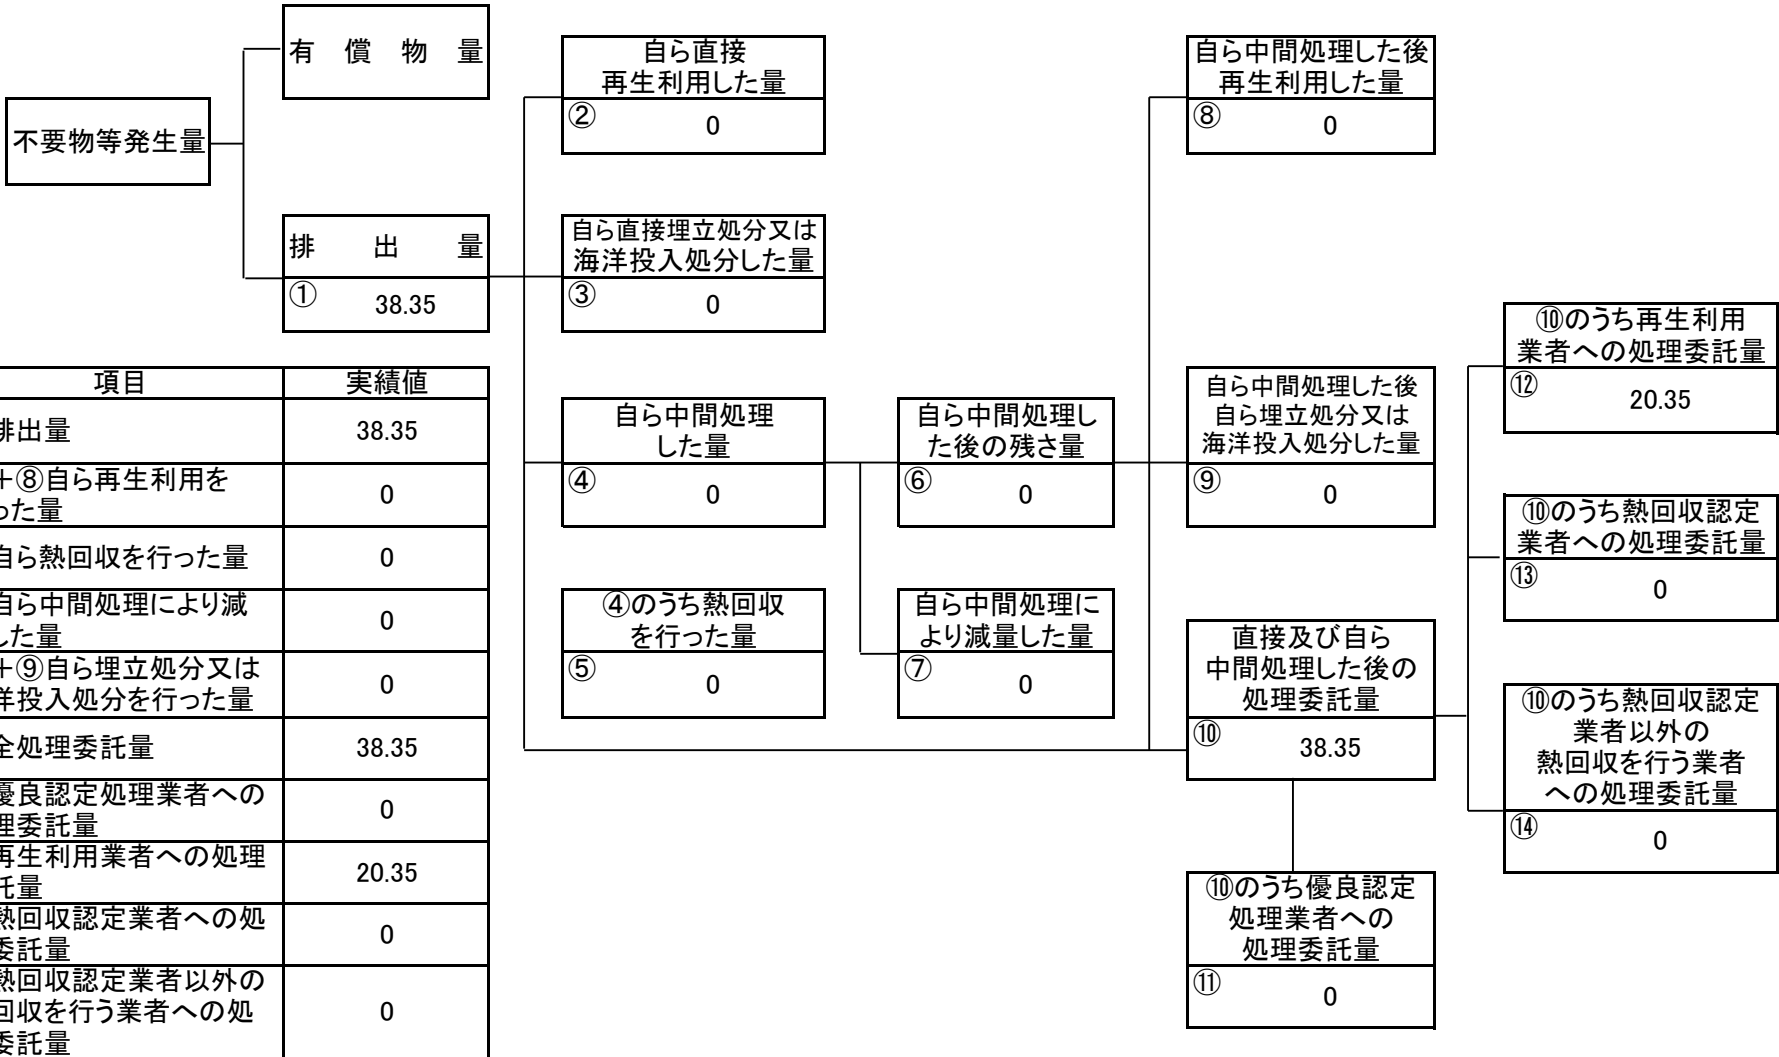 有 償 物 量
不要物等発生量
排 出 量
① 38.35
自ら直接
再生利用した量
② 0
自ら直接埋立処分又は
海洋投入処分した量
③ 0
自ら中間処理
した量
④ 0
④のうち熱回収
を行った量
⑤ 0
自ら中間処理し
た後の残さ量
⑥ 0
自ら中間処理に
より減量した量
⑦ 0
自ら中間処理した後
再生利用した量
⑧ 0
自ら中間処理した後
自ら埋立処分又は
海洋投入処分した量
⑨ 0
直接及び自ら
中間処理した後の
処理委託量
⑩ 38.35
⑩のうち優良認定
処理業者への
処理委託量
⑪ 0
⑩のうち再生利用
業者への処理委託量
⑫ 20.35
⑩のうち熱回収認定
業者への処理委託量
⑬ 0
⑩のうち熱回収認定
業者以外の
熱回収を行う業者
への処理委託量
⑭ 0
項目 実績値
排出量 38.35
+⑧自ら再生利用を
った量 0
自ら熱回収を行った量 0
自ら中間処理により減
した量 0
+⑨自ら埋立処分又は
洋投入処分を行った量 0
全処理委託量 38.35
優良認定処理業者への
理委託量 0
再生利用業者への処理
託量 20.35
熱回収認定業者への処
委託量 0
熱回収認定業者以外の
回収を行う業者への処
委託量 0